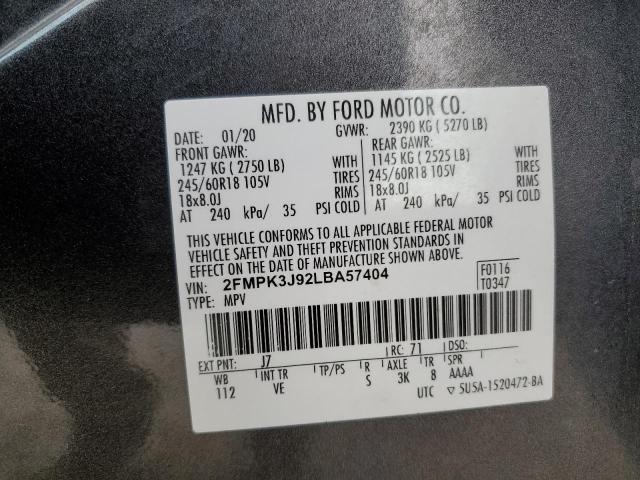 MFD. BY FORD MOTOR CO.
DATE: 01/20 GVWR: 2390 KG ( 5270 LB)
FRONT GAWR: REAR GAWR:
1247 KG ( 2750 LB) WITH 1145 KG ( 2525 LB) WITH
245/60R18 105V TIRES 245/60R18 105V TIRES
18x8.0J RIMS 18x8.0J RIMS
AT 240 kPa/ 35 PSI COLD AT 240 kPa/ 35 PSI COLD
THIS VEHICLE CONFORMS TO ALL APPLICABLE FEDERAL MOTOR
VEHICLE SAFETY AND THEFT PREVENTION STANDARDS IN
EFFECT ON THE DATE OF MANUFACTURE SHOWN ABOVE.
VIN: 2FMPK3J92LBA57404 F0116
TYPE: MPV T0347
EXT PNT: J7 RC: 71 DSO:
WB INT TR TP/PS R AXLE TR SPR
112 VE S 3K 8 AAAA
UTC ▽ 5USA-1520472-BA